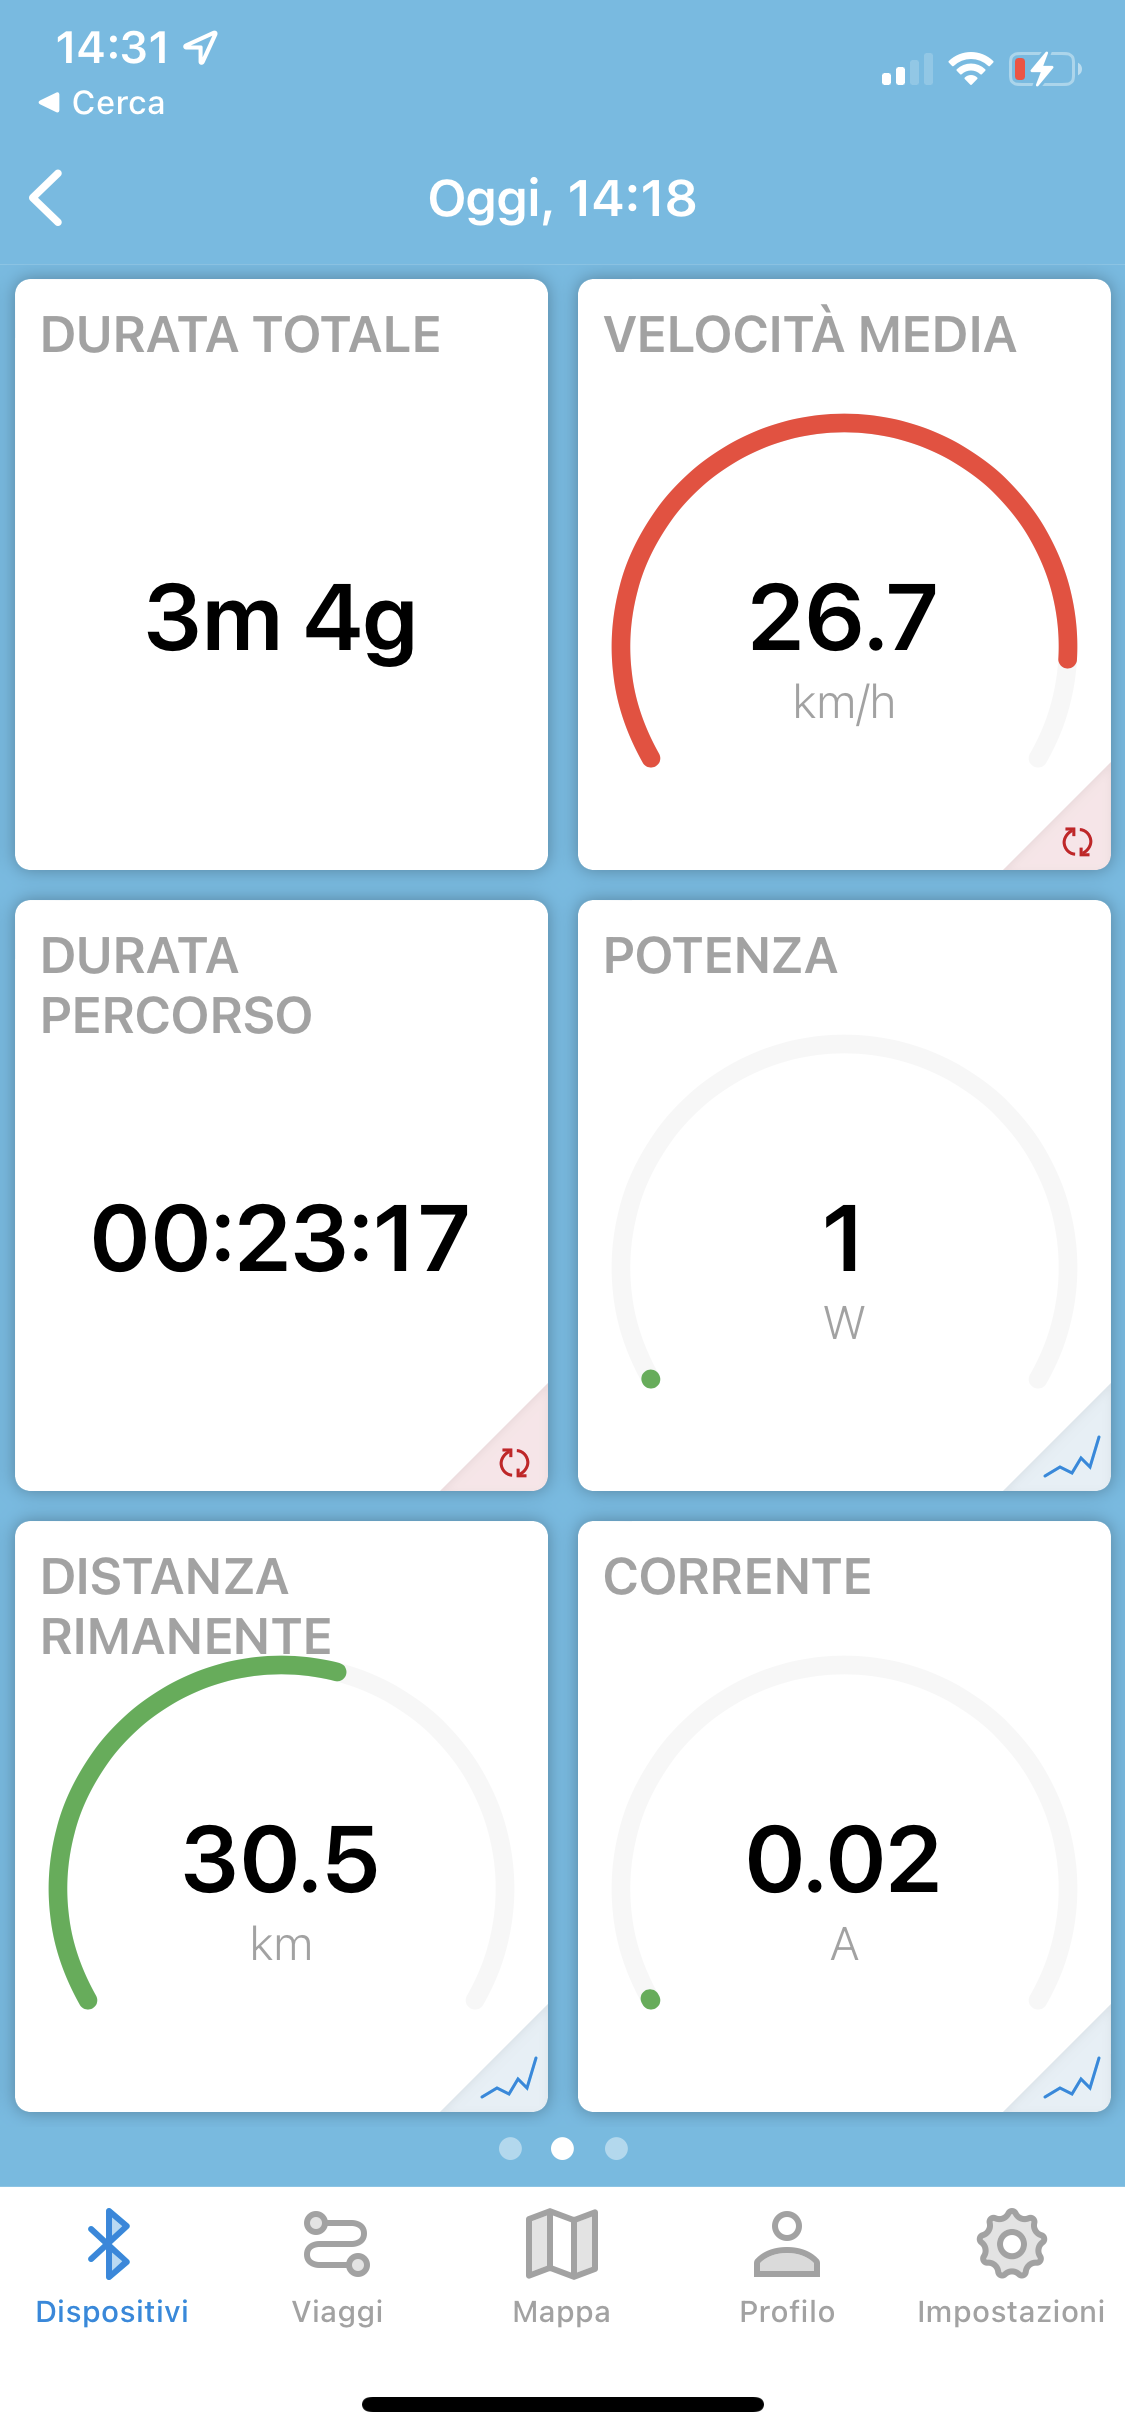 14:31
Cerca
Oggi, 14:18
DURATA TOTALE
3m 4g
VELOCITÀ MEDIA
26.7
km/h
DURATA
PERCORSO
00:23:17
POTENZA
1
W
DISTANZA
RIMANENTE
30.5
km
CORRENTE
0.02
A
Dispositivi
Viaggi
Mappa
Profilo
Impostazioni